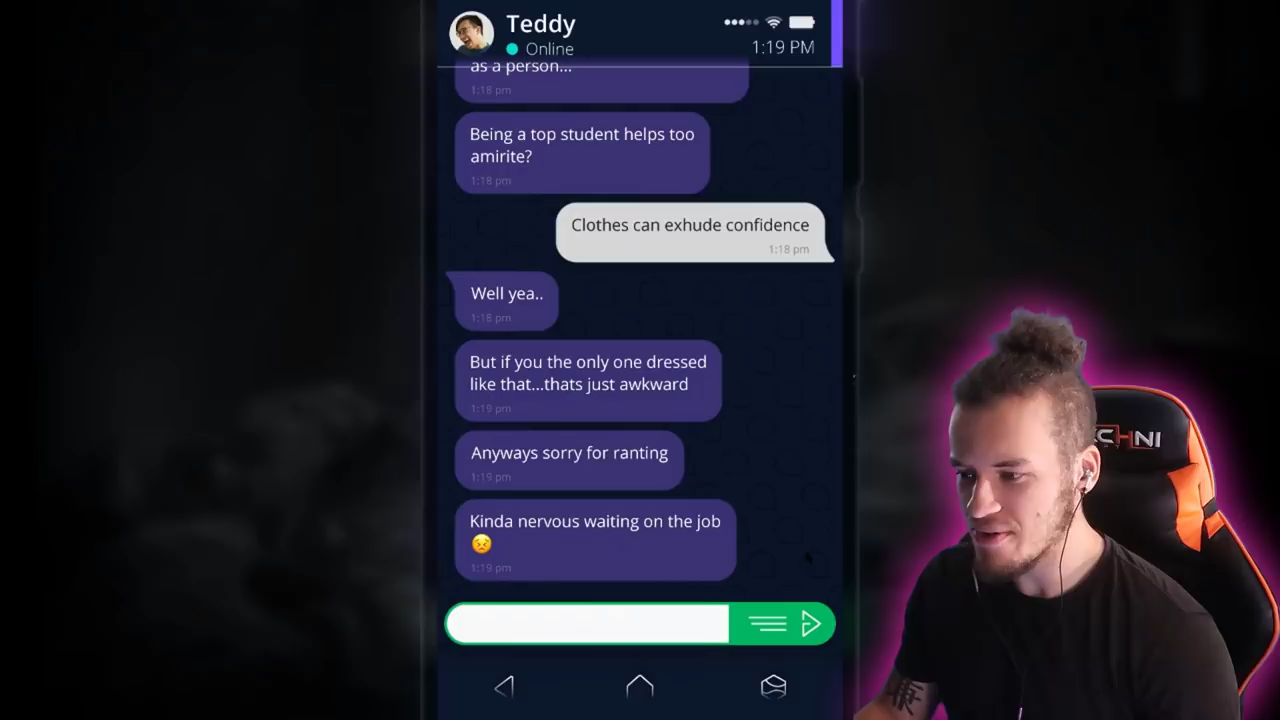 Teddy
Online
1:19 PM
as a person...
1:18 pm
Being a top student helps too
amirite?
1:18 pm
Clothes can exhude confidence
1:18 pm
Well yea..
1:18 pm
But if you the only one dressed
like that...thats just awkward
1:19 pm
Anyways sorry for ranting
1:19 pm
Kinda nervous waiting on the job
😣
1:19 pm